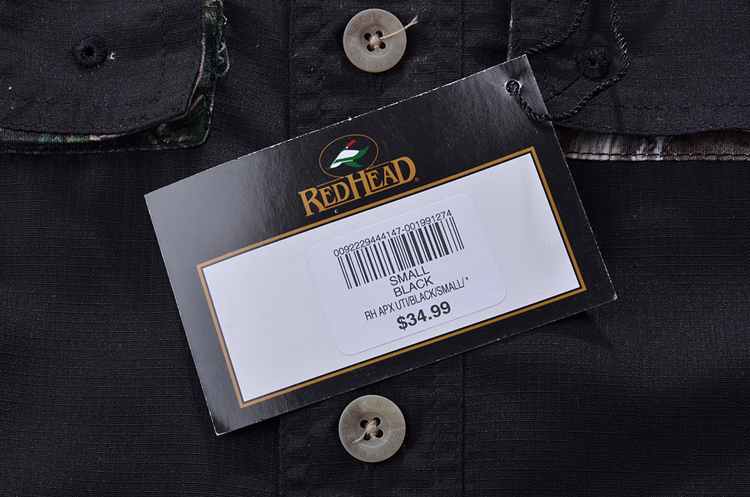 REDHEAD®
0092229444147-001991274
SMALL
BLACK
RH APX UTI/BLACK/SMALL/ *
$34.99